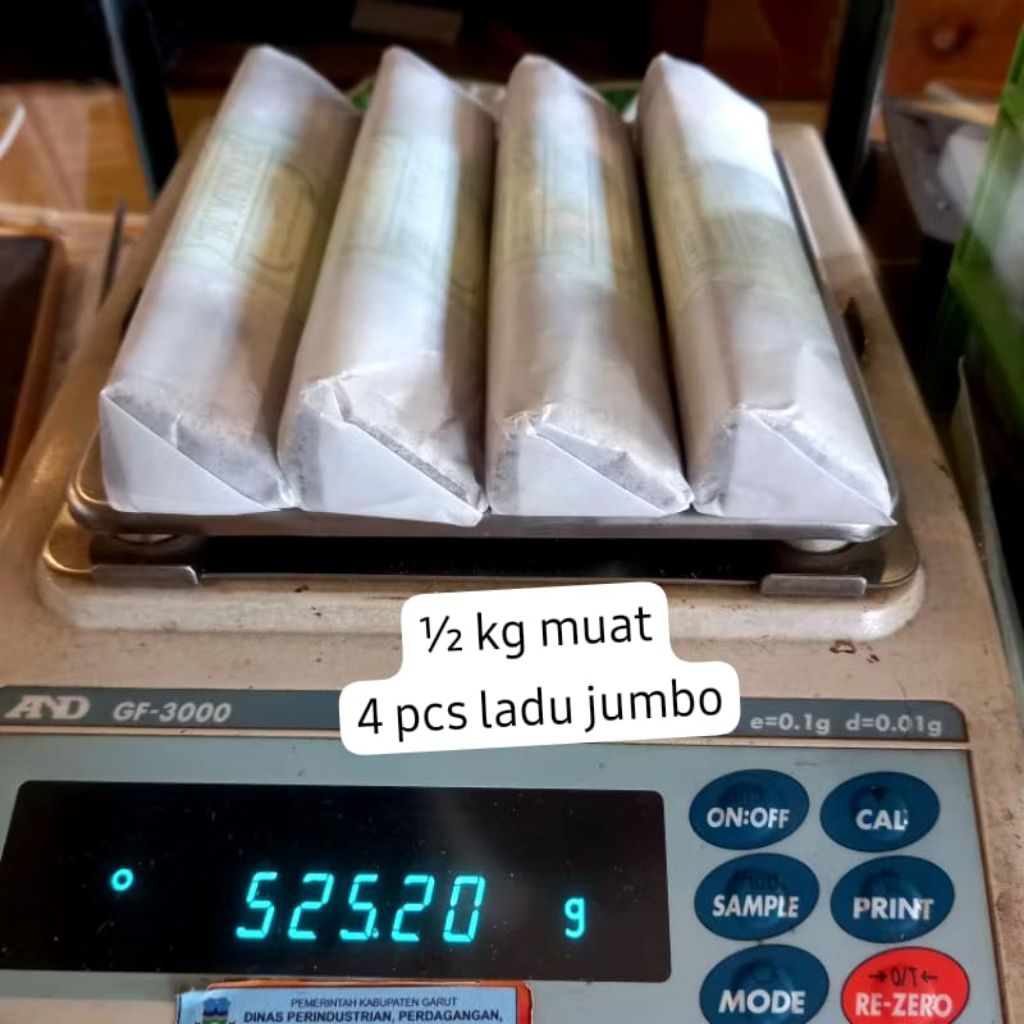 ½ kg muat
4 pcs ladu jumbo
AND GF-3000 e=0.1g d=0.01g
ON:OFF CAL
525.20 g
SAMPLE PRINT
MODE →O/T← RE-ZERO
PEMERINTAH KABUPATEN GARUT
DINAS PERINDUSTRIAN, PERDAGANGAN,